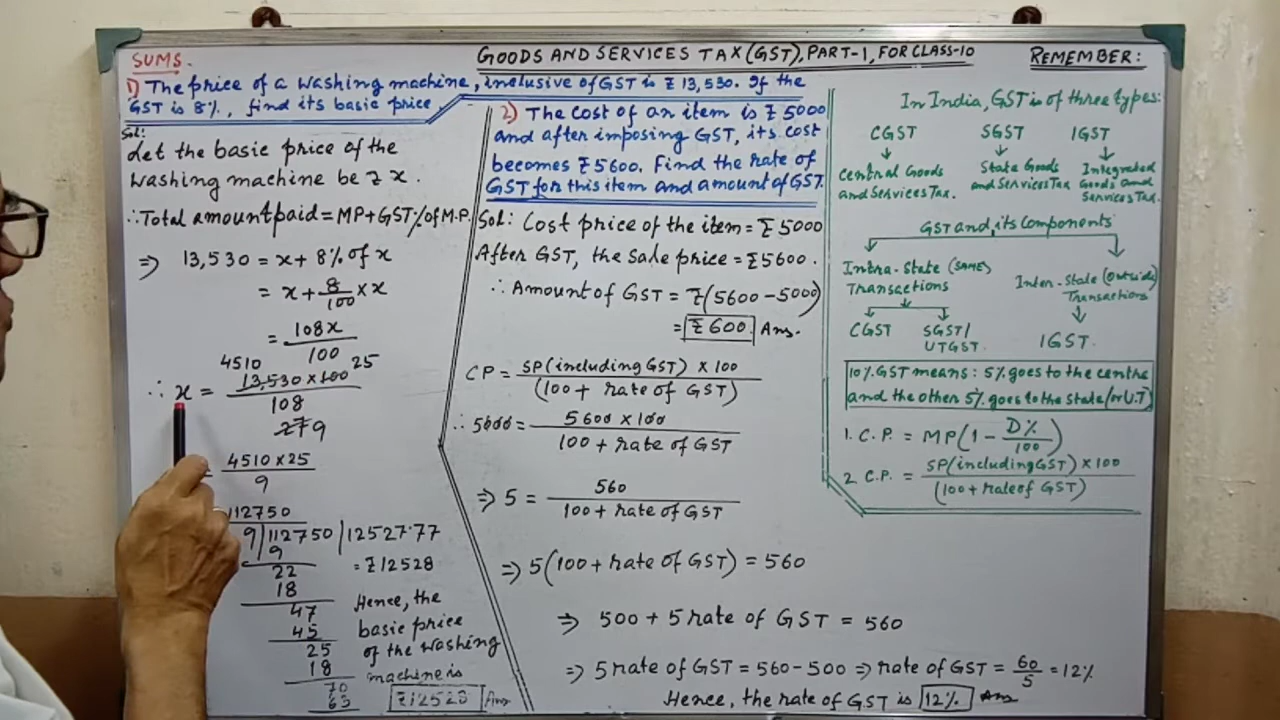 GOODS AND SERVICES TAX (GST), PART-1, FOR CLASS-10
SUMS.
1) The price of a washing machine, inclusive of GST is ₹ 13,530. If the
GST is 8%, find its basic price.
Sol:
Let the basic price of the
washing machine be ₹ x.
∴ Total amount paid = MP + GST% of M.P.
⇒ 13,530 = x + 8% of x
= x + 8/100 × x
= 108x/100
4510 25
∴ x = 13,530 × 100
108
27 9
4510 × 25
9
112750
9)112750(12527.77
9
22 = ₹12528
18
47
45
25
18
70
63
Hence, the
basic price
of the washing
machine is
₹12528 Ans
2) The cost of an item is ₹ 5000
and after imposing GST, its cost
becomes ₹ 5600. Find the rate of
GST for this item and amount of GST.
Sol: Cost price of the item = ₹ 5000
After GST, the sale price = ₹5600.
∴ Amount of GST = ₹(5600 - 5000)
= ₹ 600. Ans.
CP = SP(including GST) × 100
(100 + rate of GST)
∴ 5000 = 5600 × 100
100 + rate of GST
⇒ 5 = 560
100 + rate of GST
⇒ 5(100 + rate of GST) = 560
⇒ 500 + 5 rate of GST = 560
⇒ 5 rate of GST = 560 - 500 ⇒ rate of GST = 60/5 = 12%
Hence, the rate of GST is 12%. Ans
REMEMBER:
In India, GST is of three types:
CGST SGST IGST
Central Goods and Services Tax.
State Goods and Services Tax
Integrated Goods and Services Tax.
GST and its components
Intra-State (SAME) Transactions
Inter-State (outside) Transactions
CGST SGST/ UTGST.
IGST.
10% GST means: 5% goes to the centre
and the other 5% goes to the State (or U.T)
1. C.P. = MP(1 - D%/100)
2. C.P. = SP(including GST) × 100
(100 + rate of GST)